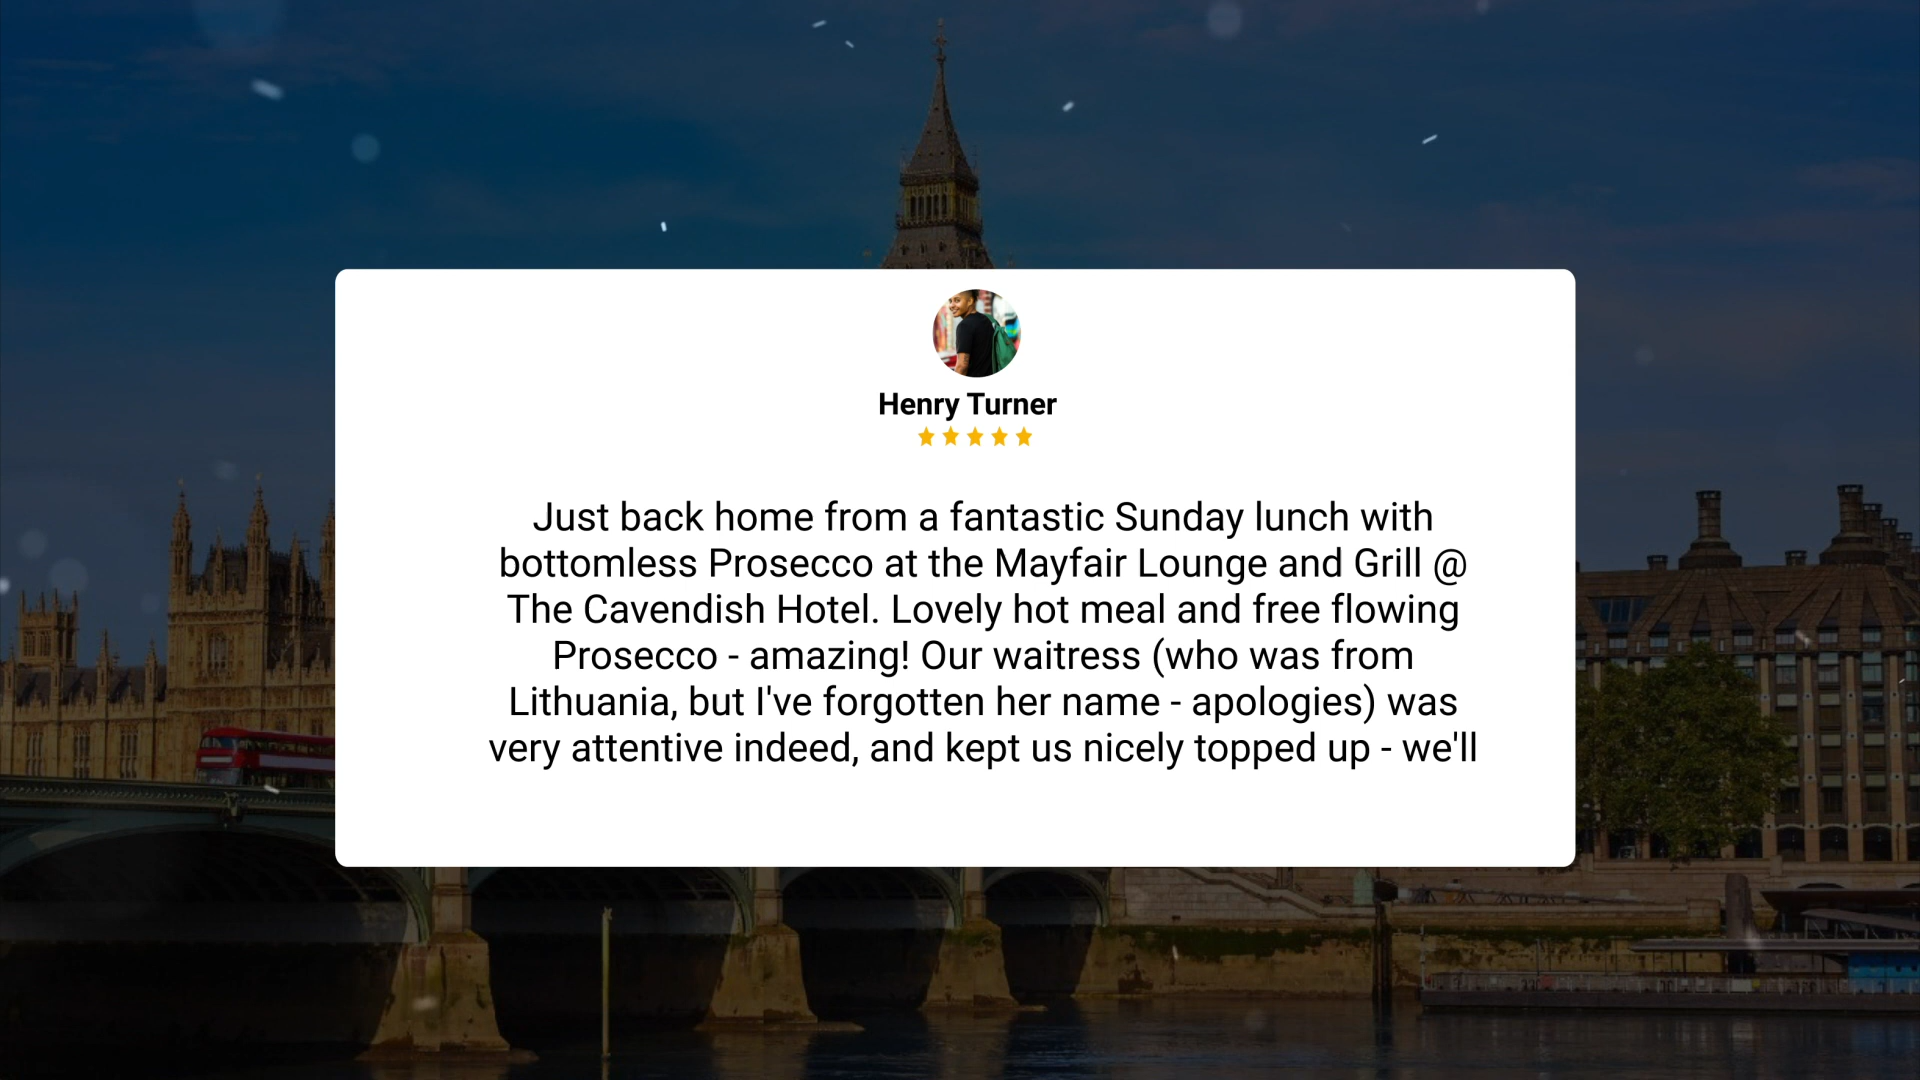 Henry Turner
Just back home from a fantastic Sunday lunch with
bottomless Prosecco at the Mayfair Lounge and Grill @
The Cavendish Hotel. Lovely hot meal and free flowing
Prosecco - amazing! Our waitress (who was from
Lithuania, but I've forgotten her name - apologies) was
very attentive indeed, and kept us nicely topped up - we'll